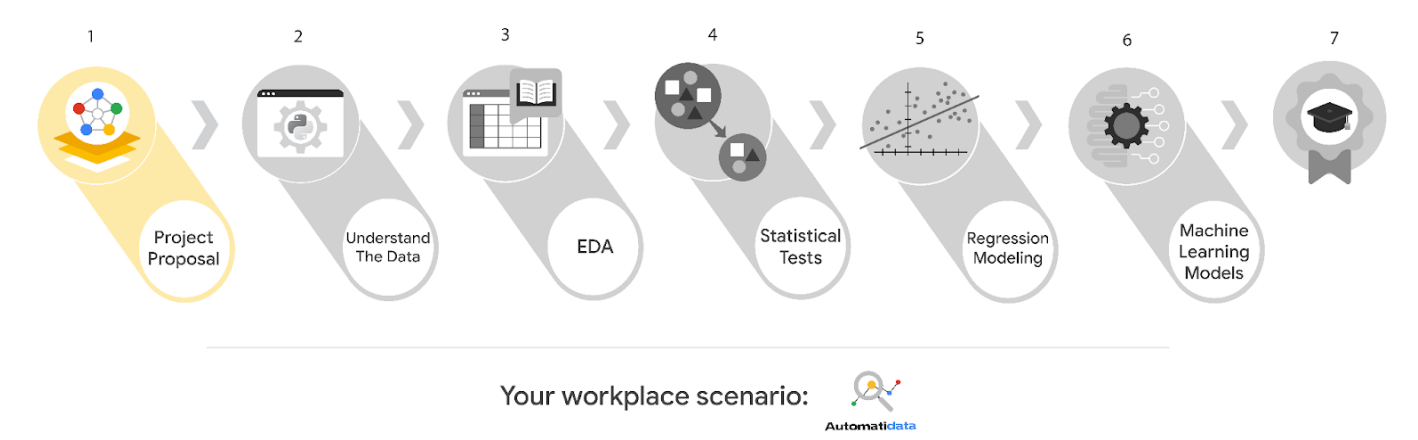 1
2
3
4
5
6
7
Project
Proposal
Understand
The Data
EDA
Statistical
Tests
Regression
Modeling
Machine
Learning
Models
Your workplace scenario:
Automatidata